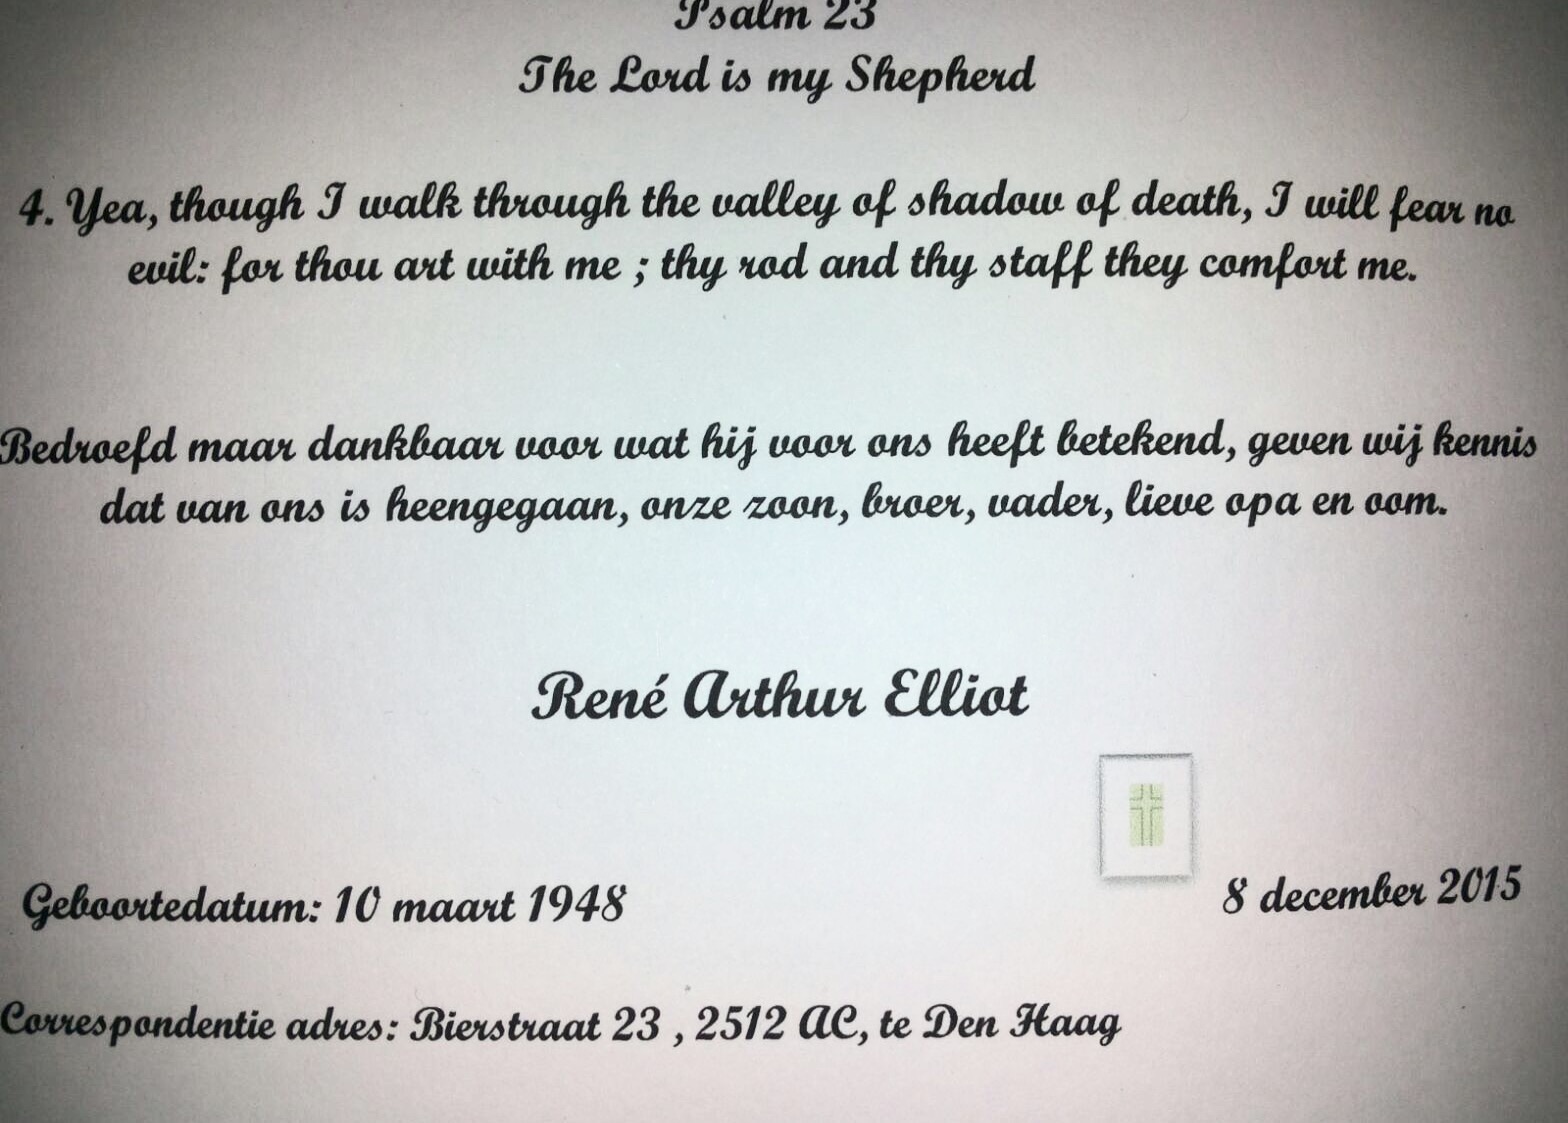 Psalm 23
The Lord is my Shepherd
4. Yea, though I walk through the valley of shadow of death, I will fear no
evil: for thou art with me ; thy rod and thy staff they comfort me.
Bedroefd maar dankbaar voor wat hij voor ons heeft betekend, geven wij kennis
dat van ons is heengegaan, onze zoon, broer, vader, lieve opa en oom.
René Arthur Elliot
Geboortedatum: 10 maart 1948 8 december 2015
Correspondentie adres: Bierstraat 23 , 2512 AC, te Den Haag